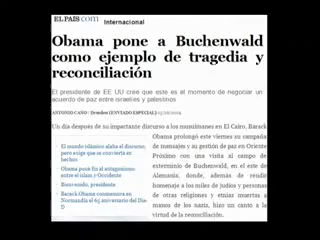 EL PAÍS.com Internacional
Obama pone a Buchenwald
como ejemplo de tragedia y
reconciliación
El presidente de EE UU cree que este es el momento de negociar un
acuerdo de paz entre israelíes y palestinos
ANTONIO CAÑO | Dresden (ENVIADO ESPECIAL)
Un día después de su importante discurso a los musulmanes en El Cairo, Barack
Obama prolongó este viernes su campaña
de mensajes y su gestión de paz en Oriente
Próximo con una visita al campo de
exterminio de Buchenwald, en el este de
Alemania, donde, además de rendir
homenaje a los miles de judíos y personas
de otras religiones y etnias muertas a
manos de los nazis, hizo un canto a la
virtud de la reconciliación.
El mundo islámico alaba el discurso,
pero exige que se convierta en
hechos
Obama pone fin al antagonismo
entre el islam y Occidente
Bienvenido, presidente
Barack Obama conmemora en
Normandía el 65 aniversario del Día-
D